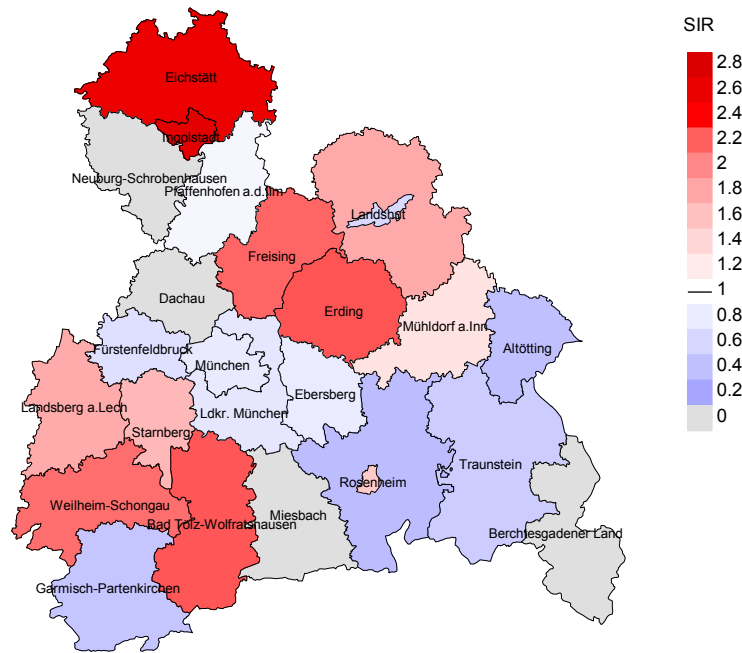 SIR
2.8
2.6
2.4
2.2
2
1.8
1.6
1.4
1.2
1
0.8
0.6
0.4
0.2
0
Eichstätt
Ingolstadt
Neuburg-Schrobenhausen
Pfaffenhofen a.d.Ilm
Landshut
Freising
Dachau
Erding
Mühldorf a.Inn
Altötting
Fürstenfeldbruck
München
Ebersberg
Landsberg a.Lech
Ldkr. München
Starnberg
Traunstein
Rosenheim
Weilheim-Schongau
Miesbach
Bad Tölz-Wolfratshausen
Berchtesgadener Land
Garmisch-Partenkirchen